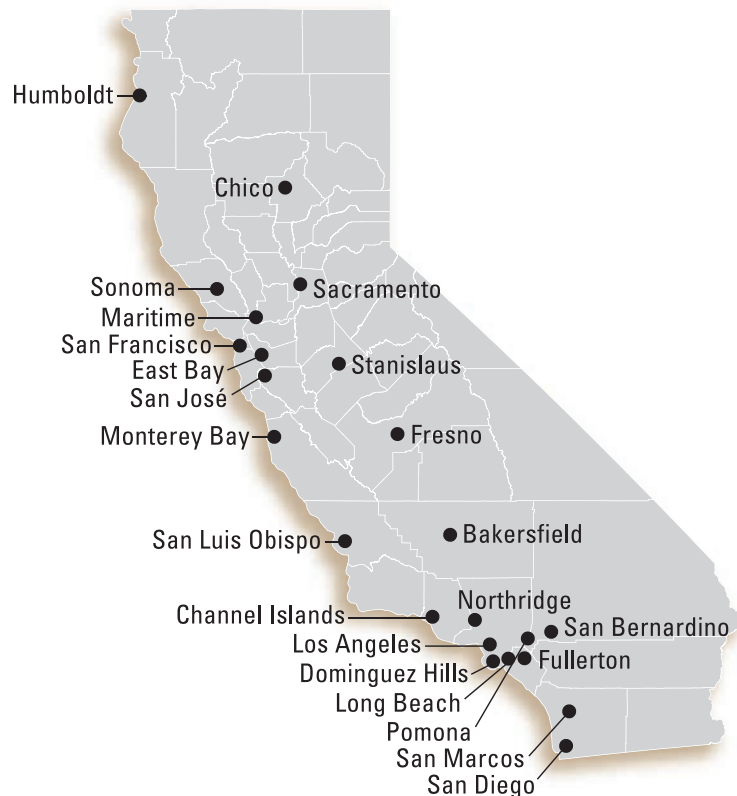 Humboldt
Chico
Sonoma
Sacramento
Maritime
San Francisco
East Bay
Stanislaus
San José
Monterey Bay
Fresno
San Luis Obispo
Bakersfield
Channel Islands
Northridge
San Bernardino
Los Angeles
Dominguez Hills
Fullerton
Long Beach
Pomona
San Marcos
San Diego